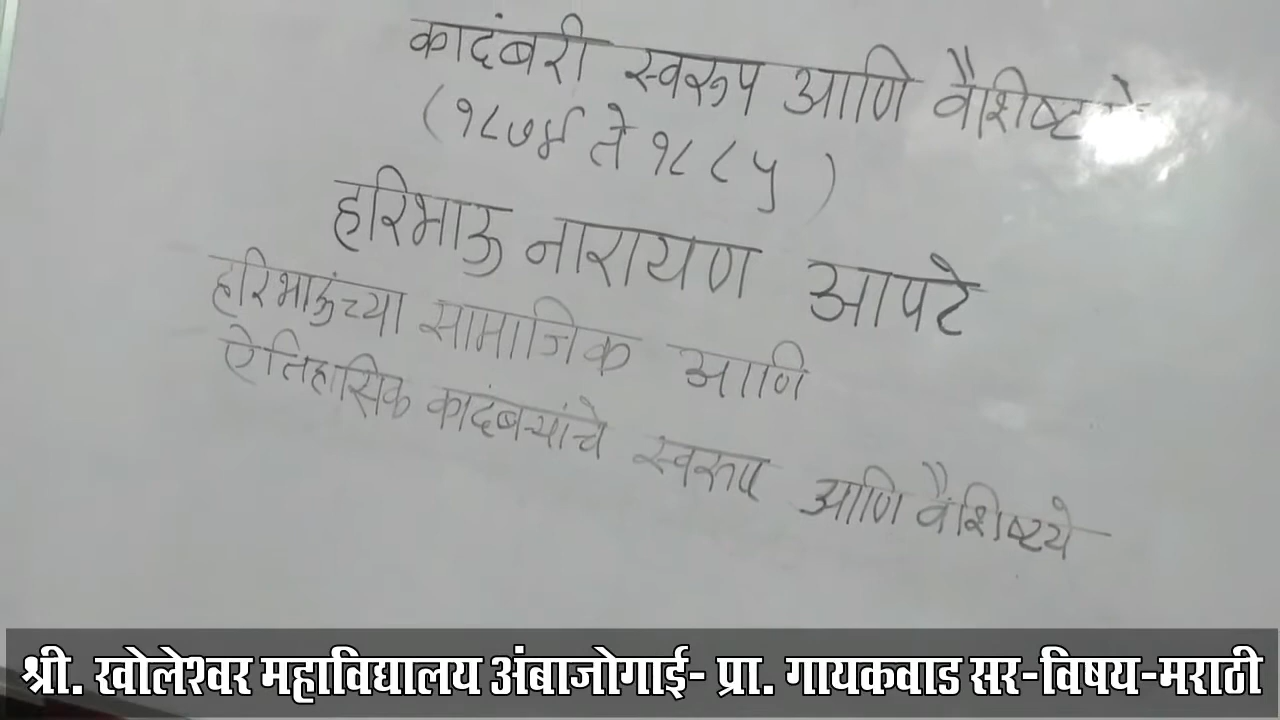 कादंबरी स्वरूप आणि वैशिष्ट्ये
(१८७४ ते १८८५)
हरिभाऊ नारायण आपटे
हरिभाऊंच्या सामाजिक आणि
ऐतिहासिक कादंबऱ्यांचे स्वरूप आणि वैशिष्ट्ये
श्री. खोलेश्वर महाविद्यालय अंबाजोगाई- प्रा. गायकवाड सर-विषय-मराठी